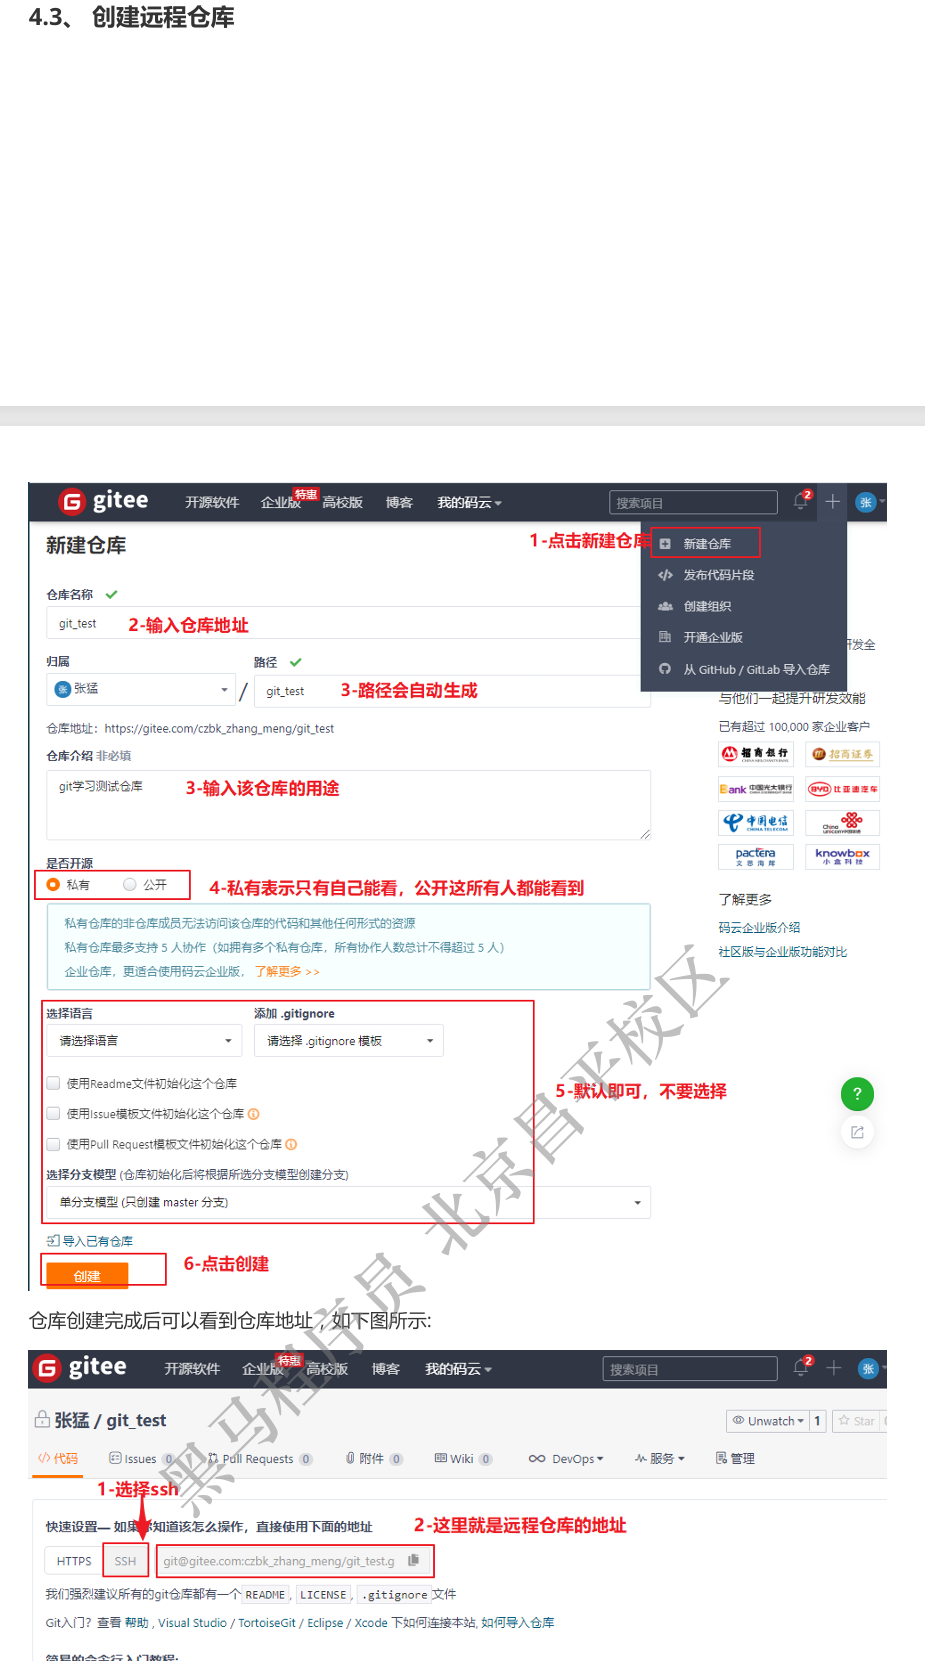 4.3、 创建远程仓库
gitee 开源软件 企业版 特惠 高校版 博客 我的码云 搜索项目 2 张
新建仓库
1-点击新建仓库
新建仓库
发布代码片段
创建组织
开通企业版
从 GitHub / GitLab 导入仓库
仓库名称
git_test
2-输入仓库地址
归属 路径
张 张猛 / git_test
3-路径会自动生成
研发全
与他们一起提升研发效能
仓库地址：https://gitee.com/czbk_zhang_meng/git_test
已有超过 100,000 家企业客户
仓库介绍 非必填
git学习测试仓库
3-输入该仓库的用途
招商银行 招商证券
CHINA MERCHANTS BANK
Bank 中国光大银行 BYD 比亚迪汽车
中国电信 China unicom中国联通
CHINA TELECOM
pactera knowbox
文思海辉 小盒科技
是否开源
私有 公开
4-私有表示只有自己能看，公开这所有人都能看到
私有仓库的非仓库成员无法访问该仓库的代码和其他任何形式的资源
私有仓库最多支持 5 人协作（如拥有多个私有仓库，所有协作人数总计不得超过 5 人）
企业仓库，更适合使用码云企业版， 了解更多 >>
了解更多
码云企业版介绍
社区版与企业版功能对比
选择语言 添加 .gitignore
请选择语言 请选择 .gitignore 模板
使用Readme文件初始化这个仓库
使用Issue模板文件初始化这个仓库
使用Pull Request模板文件初始化这个仓库
5-默认即可，不要选择
?
选择分支模型 (仓库初始化后将根据所选分支模型创建分支)
单分支模型 (只创建 master 分支)
导入已有仓库
创建
6-点击创建
仓库创建完成后可以看到仓库地址，如下图所示:
黑马程序员 北京昌平校区
gitee 开源软件 企业版 特惠 高校版 博客 我的码云 搜索项目 2 张
张猛 / git_test Unwatch 1 Star
代码 Issues 0 Pull Requests 0 附件 0 Wiki 0 DevOps 服务 管理
1-选择ssh
快速设置— 如果你知道该怎么操作，直接使用下面的地址
2-这里就是远程仓库的地址
HTTPS SSH git@gitee.com:czbk_zhang_meng/git_test.g
我们强烈建议所有的git仓库都有一个 README , LICENSE , .gitignore 文件
Git入门？查看 帮助 , Visual Studio / TortoiseGit / Eclipse / Xcode 下如何连接本站, 如何导入仓库
简易的命令行入门教程: